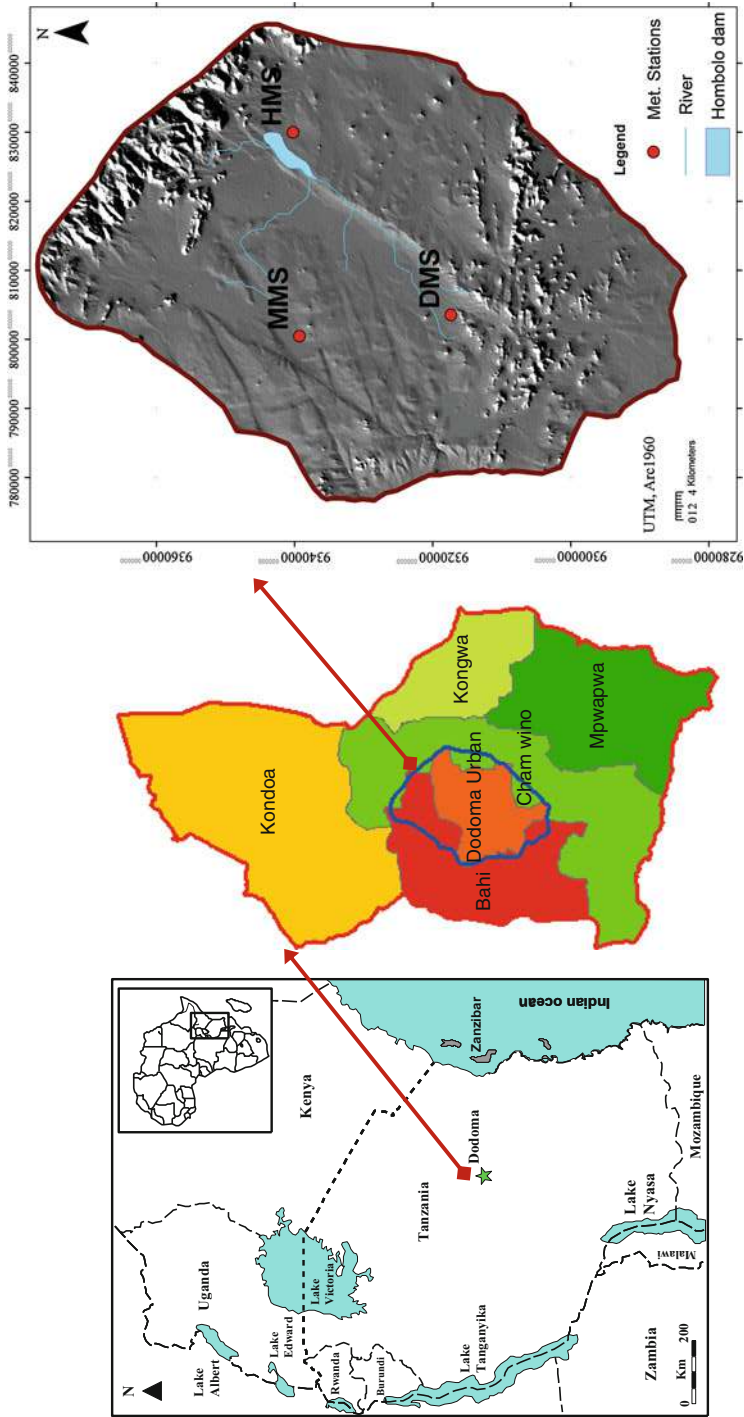 N
Uganda
Kenya
Lake
Albert
Lake
Edward
Lake
Victoria
Rwanda
Burundi
Tanzania
Dodoma
Zanzibar
Indian ocean
Lake
Tanganyika
Lake
Nyasa
Malawi
Zambia
Mozambique
0 Km 200
Kondoa
Bahi
Dodoma Urban
Cham wino
Kongwa
Mpwapwa
780000 790000 800000 810000 820000 830000 840000
N
9360000
9340000
9320000
9300000
9280000
HMS
MMS
DMS
UTM, Arc1960
012 4 Kilometers
Legend
Met. Stations
River
Hombolo dam